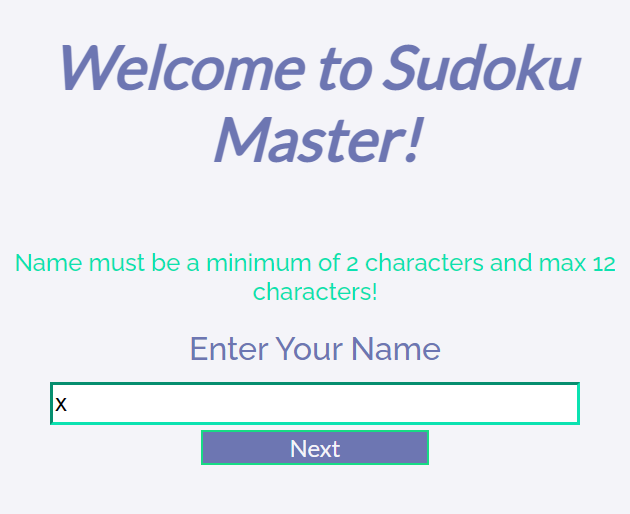 Welcome to Sudoku
Master!
Name must be a minimum of 2 characters and max 12
characters!
Enter Your Name
x
Next